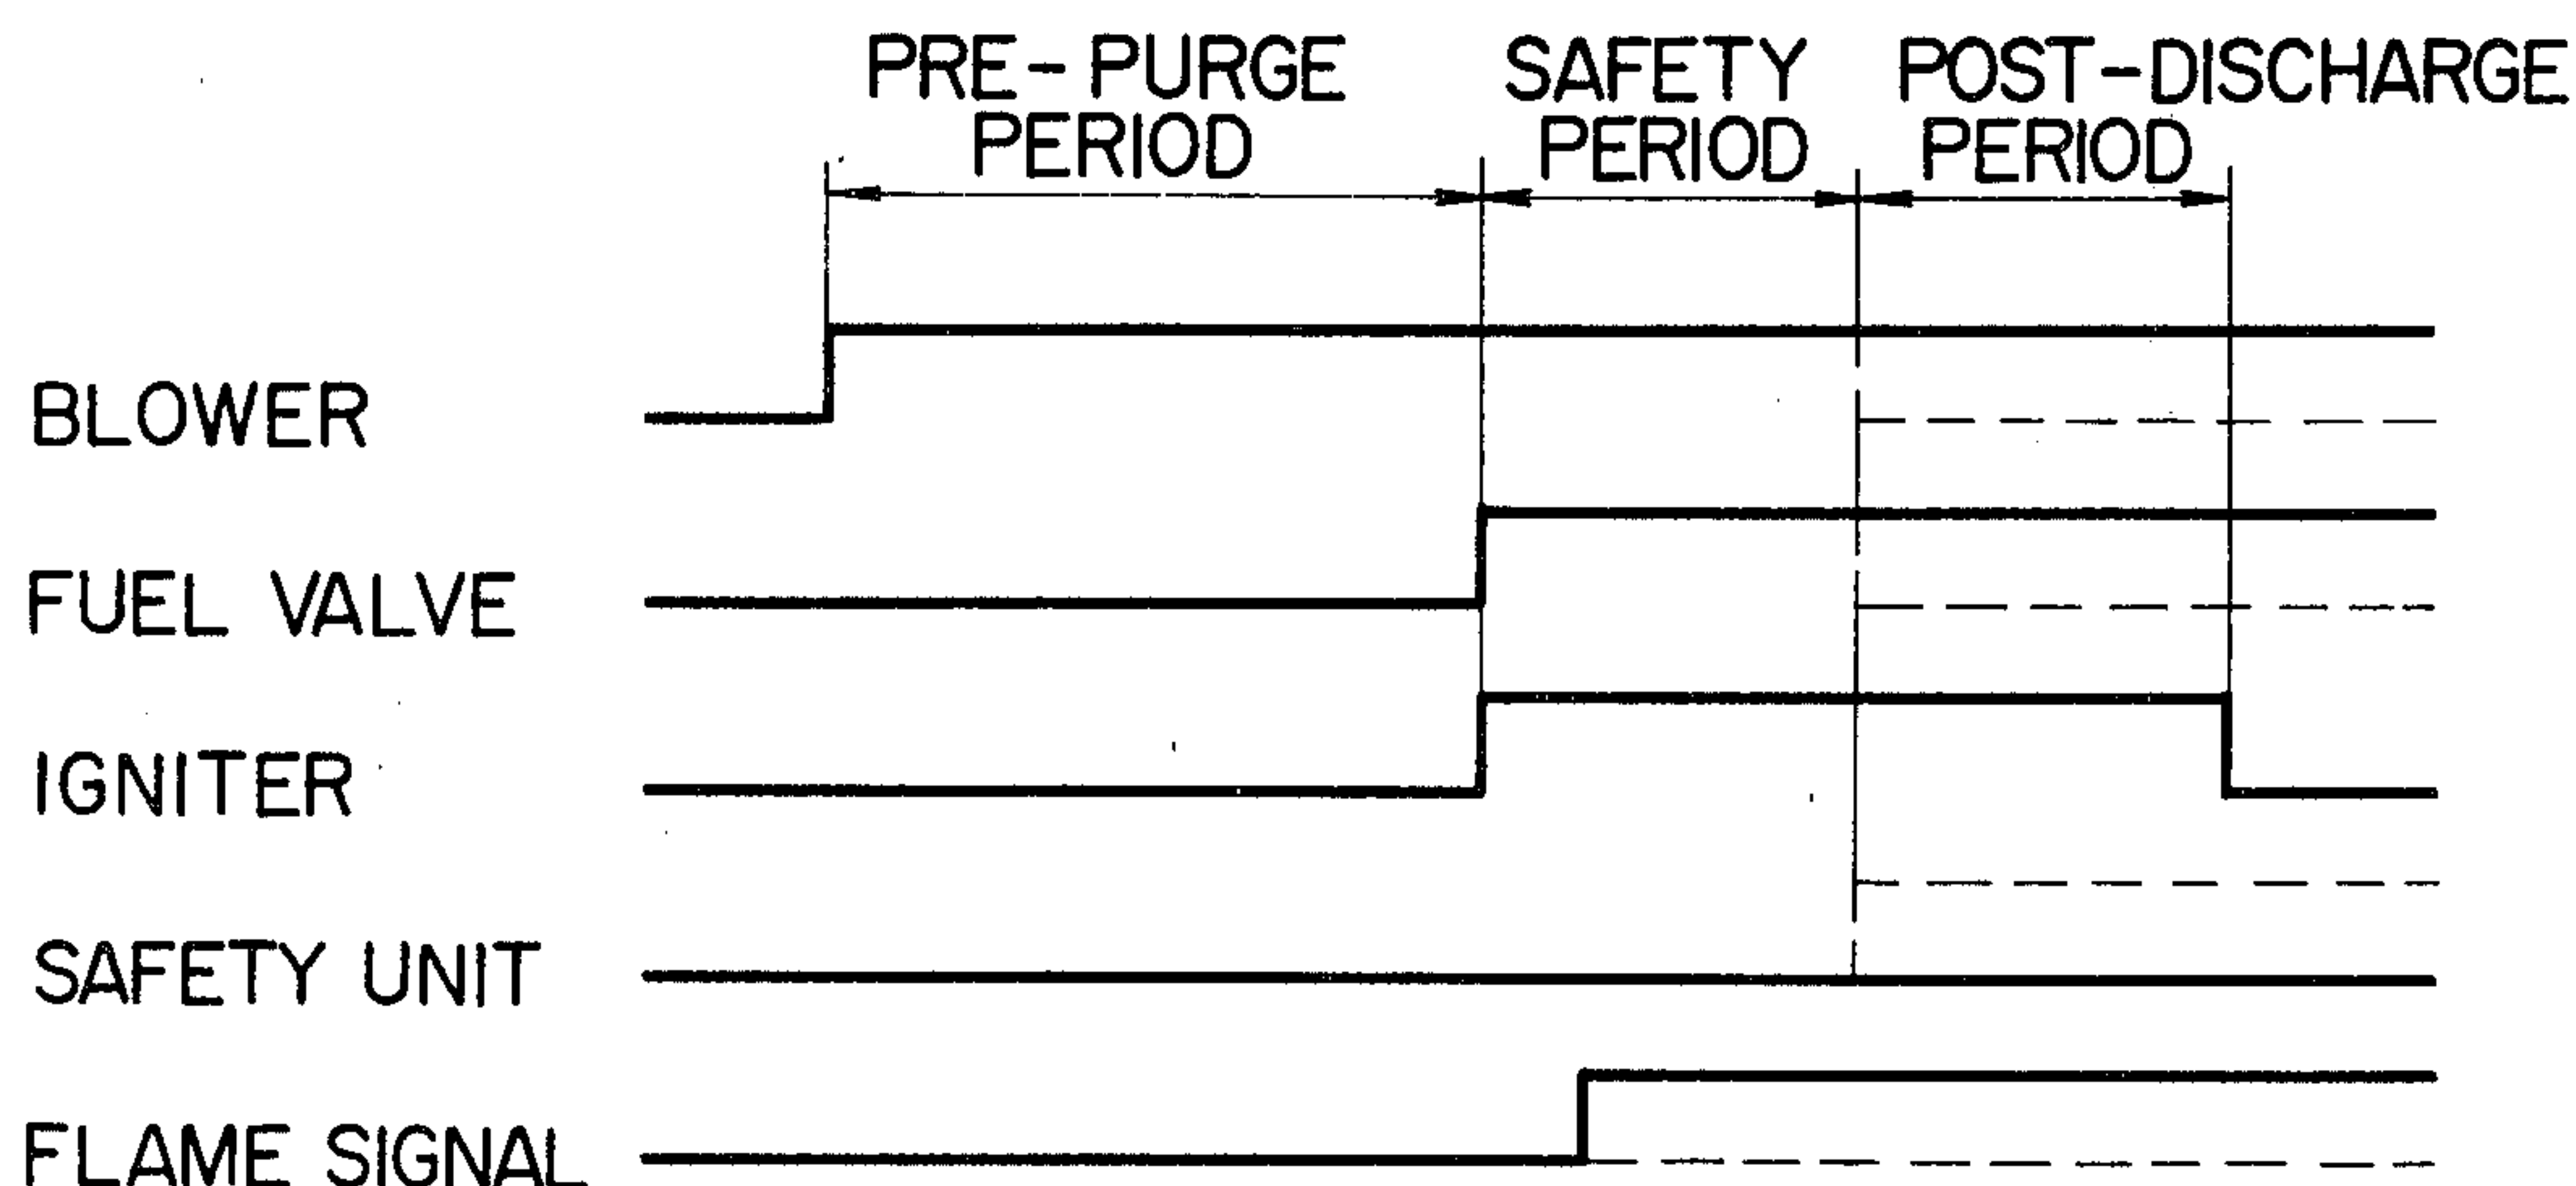 PRE-PURGE
PERIOD
SAFETY
PERIOD
POST-DISCHARGE
PERIOD
BLOWER
FUEL VALVE
IGNITER
SAFETY UNIT
FLAME SIGNAL